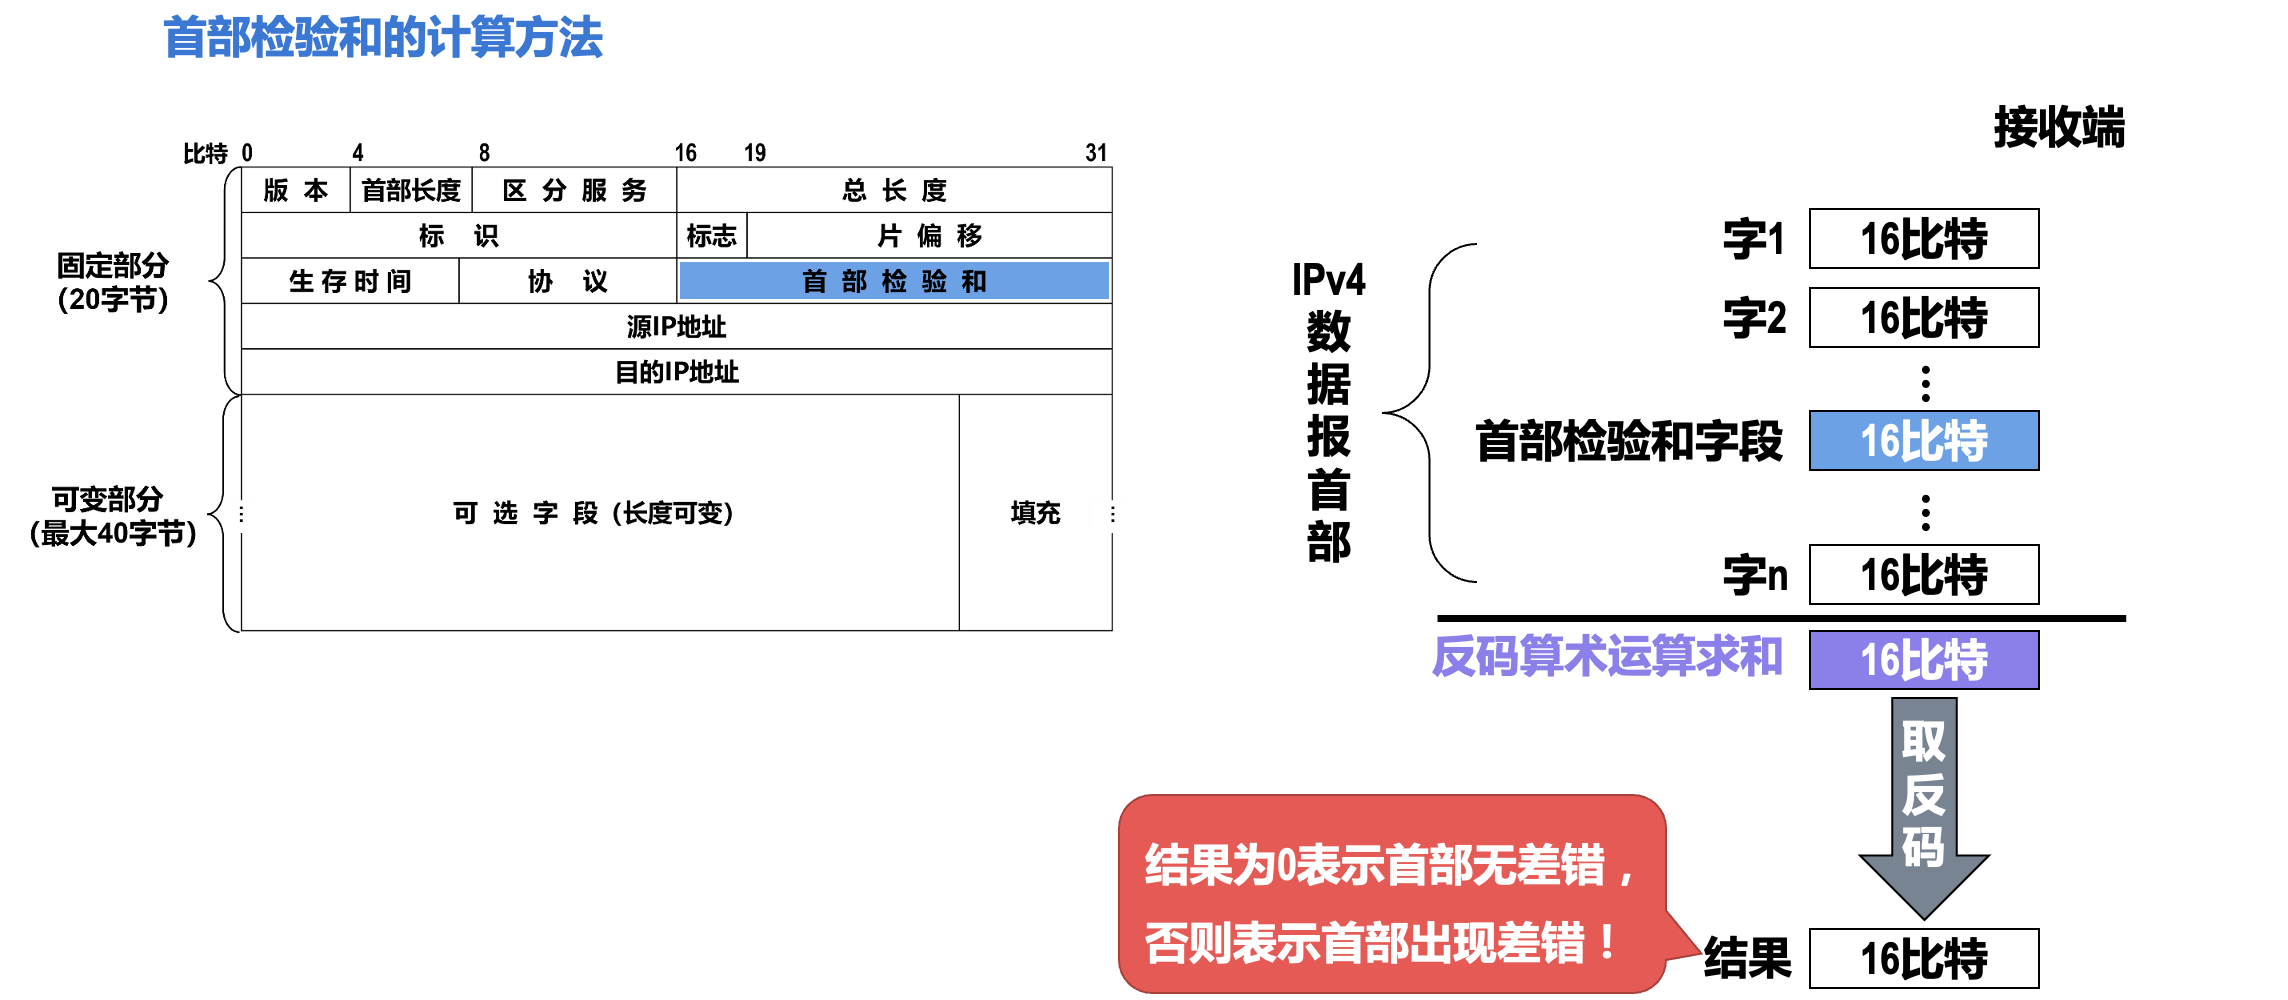 首部检验和的计算方法
比特 0 4 8 16 19 31
版 本 首部长度 区 分 服 务 总 长 度
标 识 标志 片 偏 移
生 存 时 间 协 议 首 部 检 验 和
源IP地址
目的IP地址
固定部分
(20字节)
可变部分
(最大40字节)
可 选 字 段 (长度可变) 填充
接收端
IPv4
数
据
报
首
部
字1 16比特
字2 16比特
首部检验和字段 16比特
字n 16比特
反码算术运算求和 16比特
取
反
码
结果为0表示首部无差错，
否则表示首部出现差错！
结果 16比特